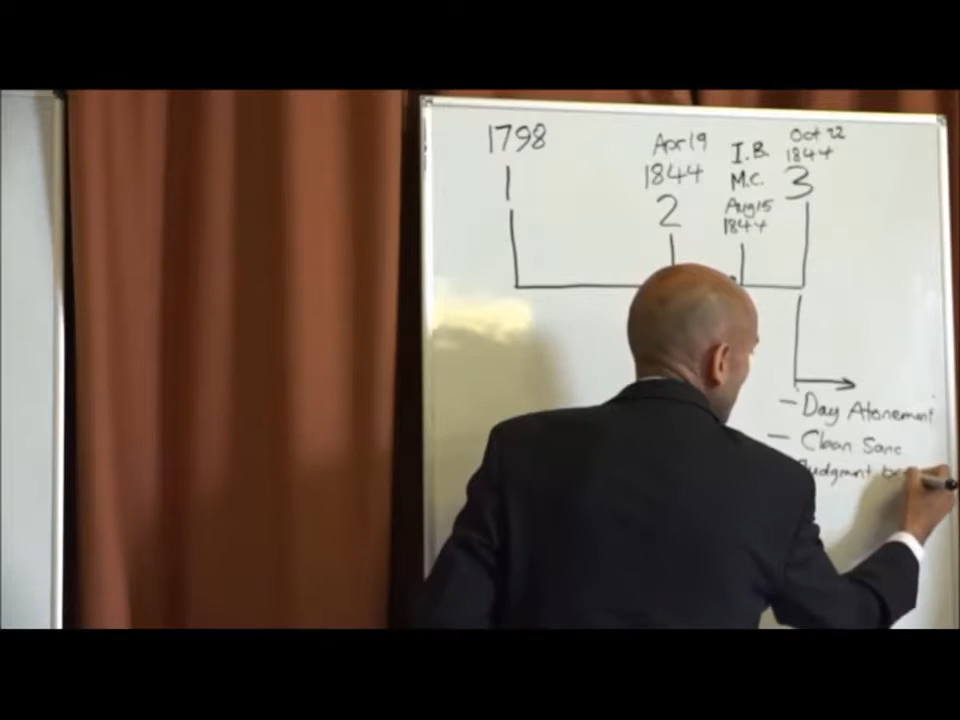 1798
1
Apr 19
1844
2
I.B.
M.C.
Aug 15
1844
Oct 22
1844
3
- Day Atonement
- Clean Sanc
Judgment